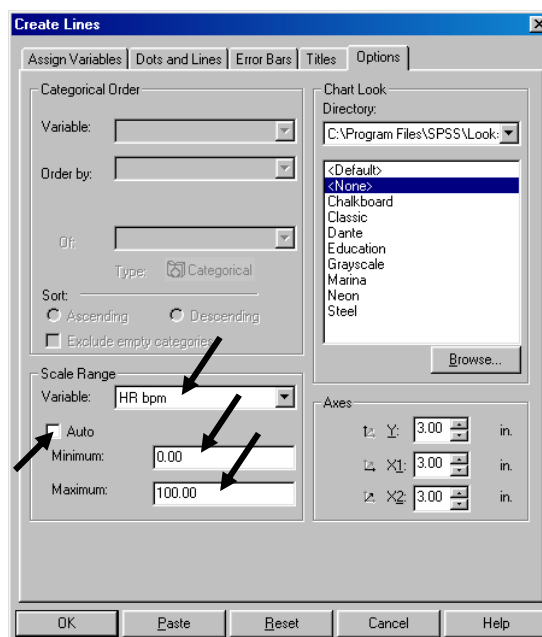 Create Lines
Assign Variables Dots and Lines Error Bars Titles Options
Categorical Order
Variable:
Order by:
Of:
Type: Categorical
Sort:
Ascending Descending
Exclude empty categories
Scale Range
Variable: HR bpm
Auto
Minimum: 0.00
Maximum: 100.00
Chart Look
Directory:
C:\Program Files\SPSS\Look:
<Default>
<None>
Chalkboard
Classic
Dante
Education
Grayscale
Marina
Neon
Steel
Browse...
Axes
Y: 3.00 in.
X1: 3.00 in.
X2: 3.00 in.
OK Paste Reset Cancel Help